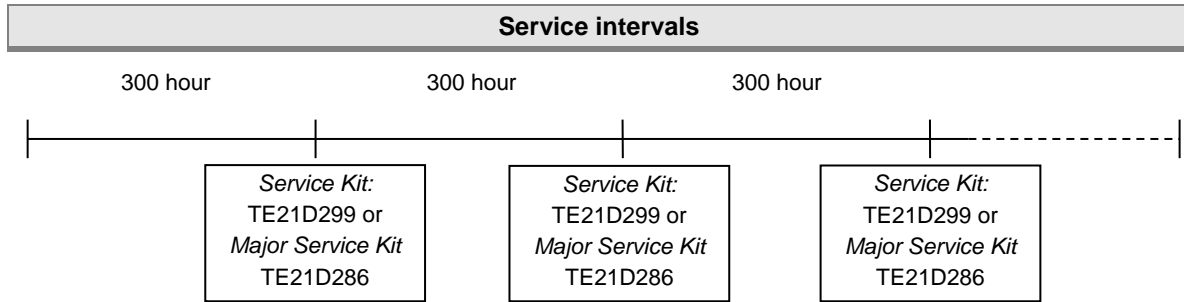 Service intervals
300 hour
300 hour
300 hour
Service Kit:
TE21D299 or
Major Service Kit
TE21D286
Service Kit:
TE21D299 or
Major Service Kit
TE21D286
Service Kit:
TE21D299 or
Major Service Kit
TE21D286